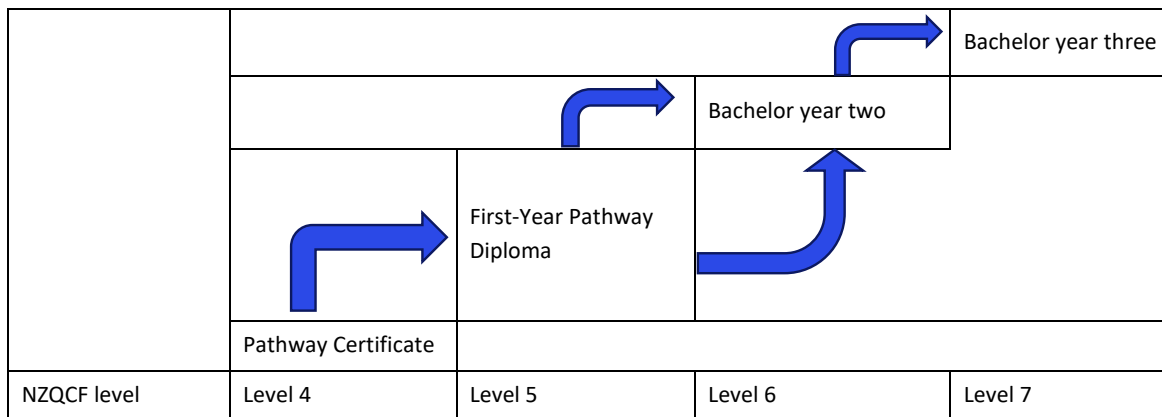 Bachelor year three
Bachelor year two
First-Year Pathway
Diploma
Pathway Certificate
NZQCF level
Level 4
Level 5
Level 6
Level 7